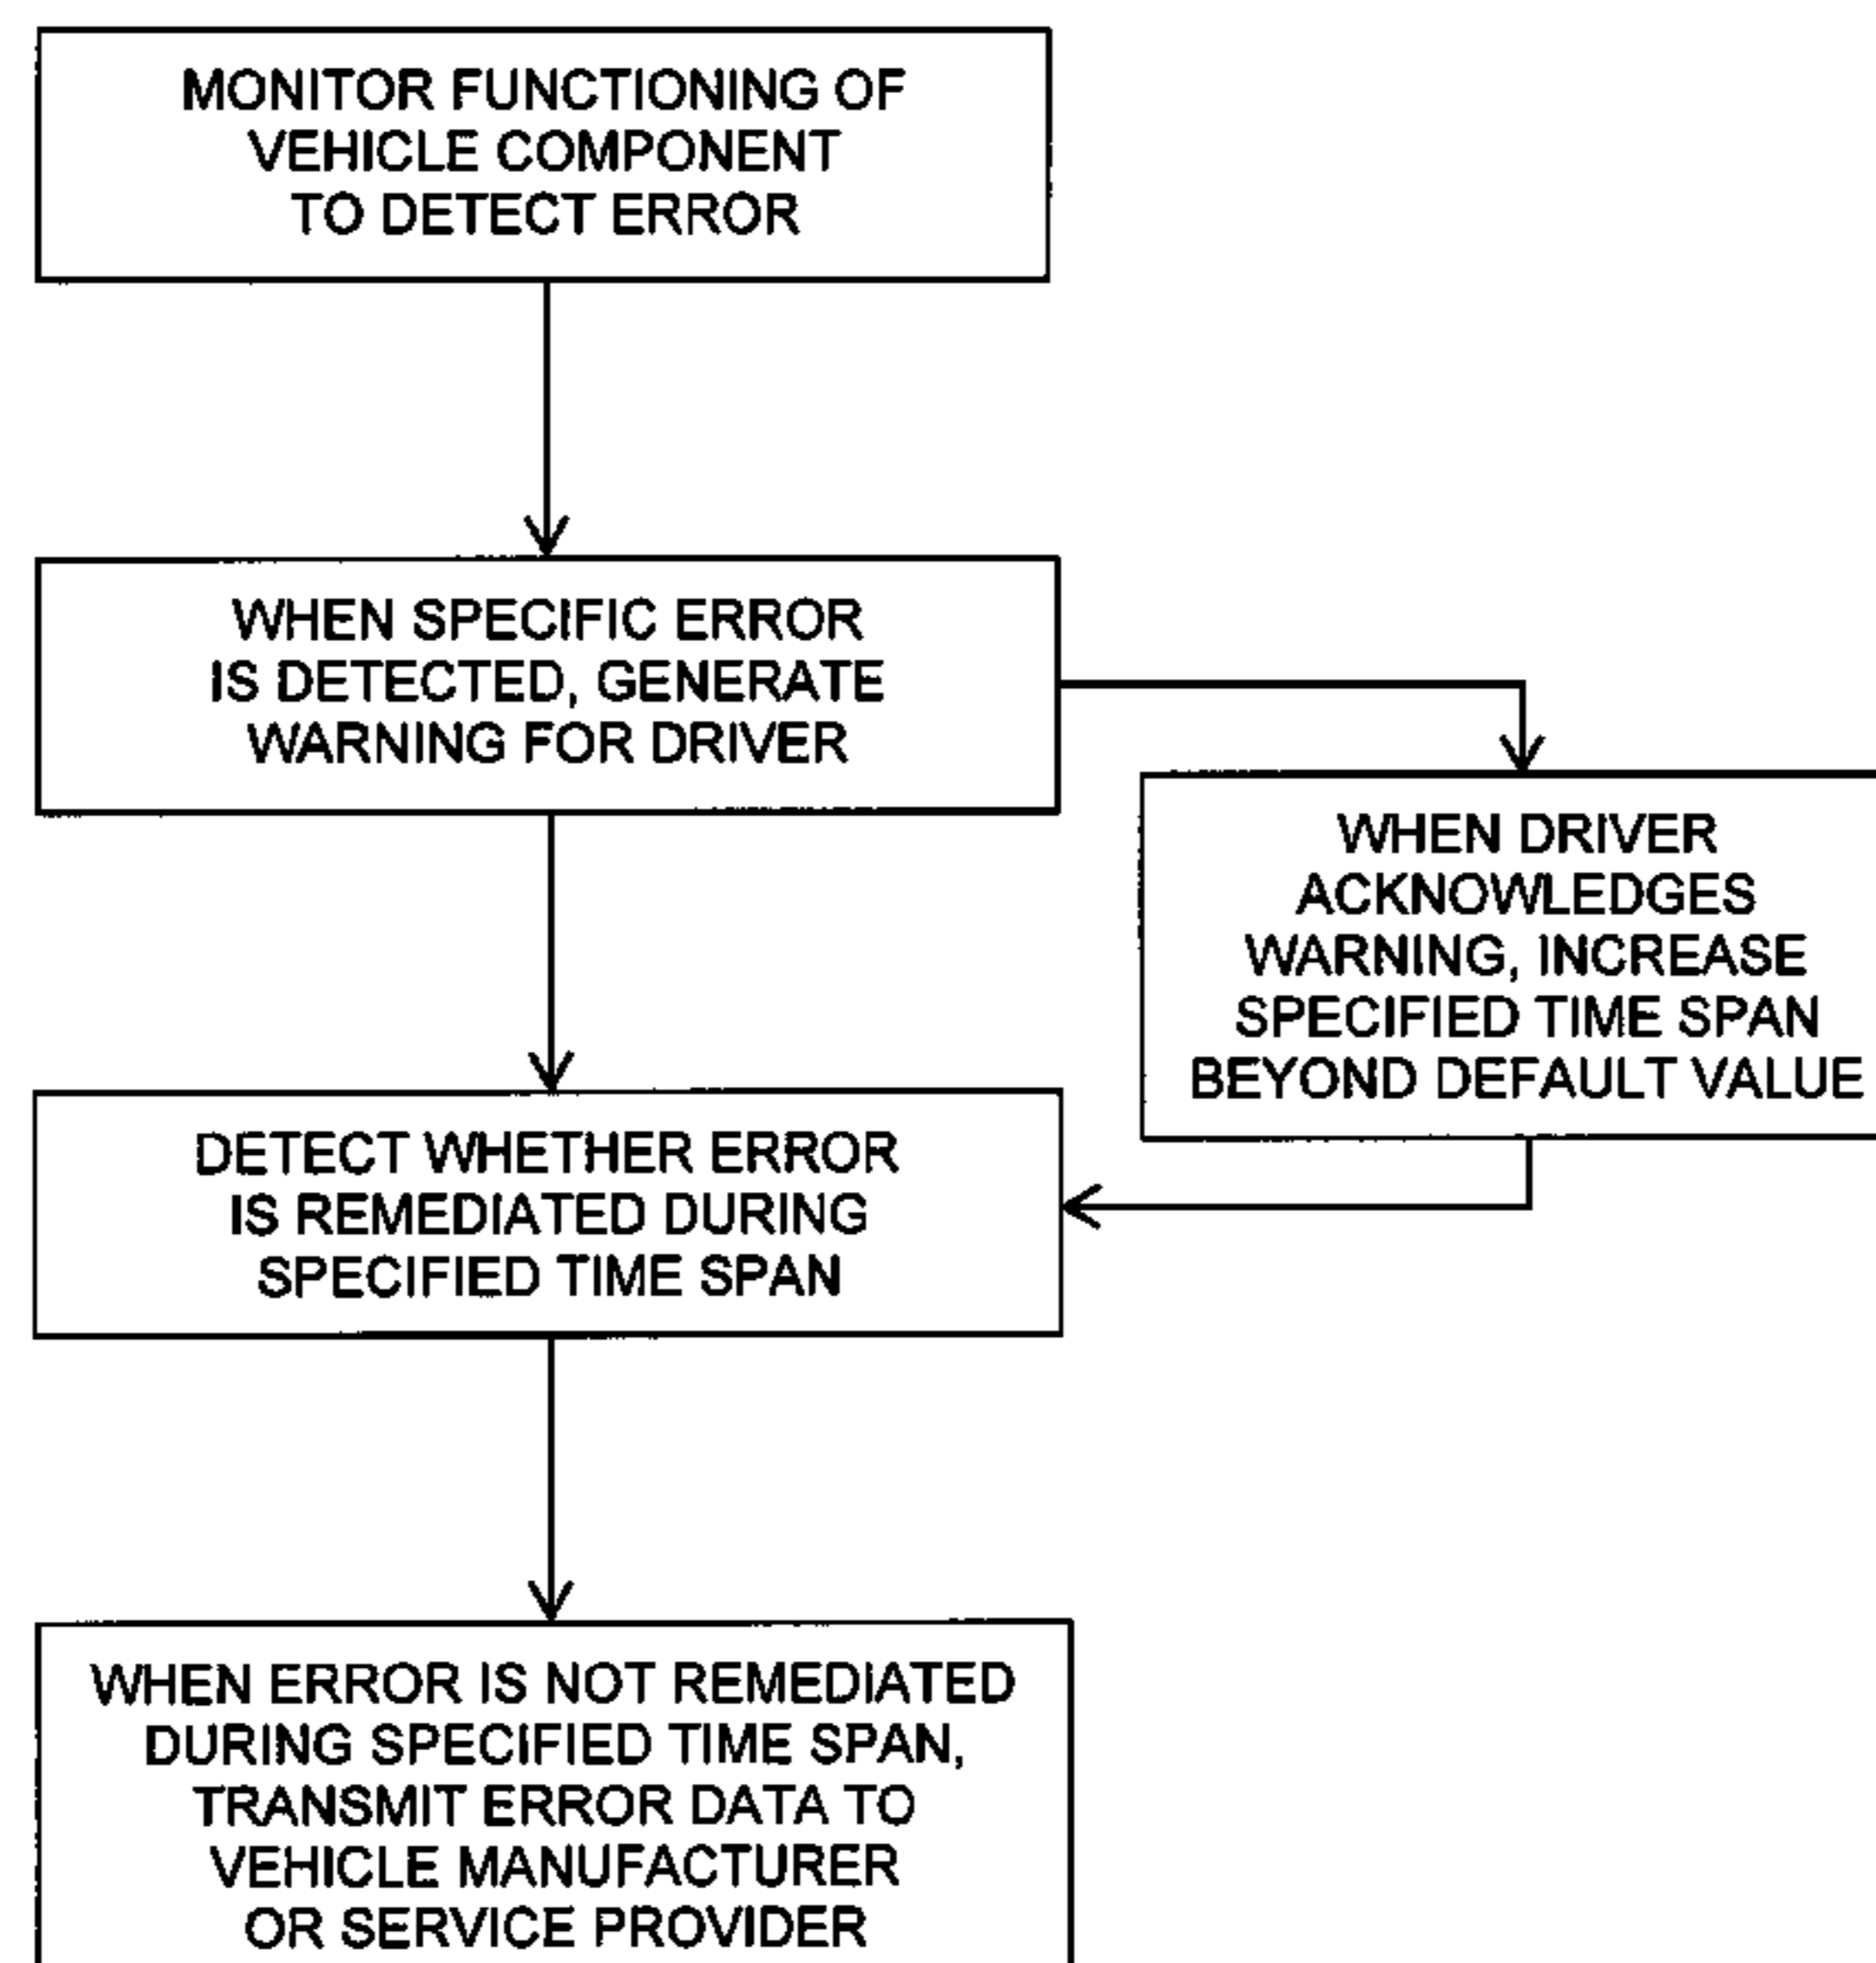 MONITOR FUNCTIONING OF
VEHICLE COMPONENT
TO DETECT ERROR
WHEN SPECIFIC ERROR
IS DETECTED, GENERATE
WARNING FOR DRIVER
WHEN DRIVER
ACKNOWLEDGES
WARNING, INCREASE
SPECIFIED TIME SPAN
BEYOND DEFAULT VALUE
DETECT WHETHER ERROR
IS REMEDIATED DURING
SPECIFIED TIME SPAN
WHEN ERROR IS NOT REMEDIATED
DURING SPECIFIED TIME SPAN,
TRANSMIT ERROR DATA TO
VEHICLE MANUFACTURER
OR SERVICE PROVIDER